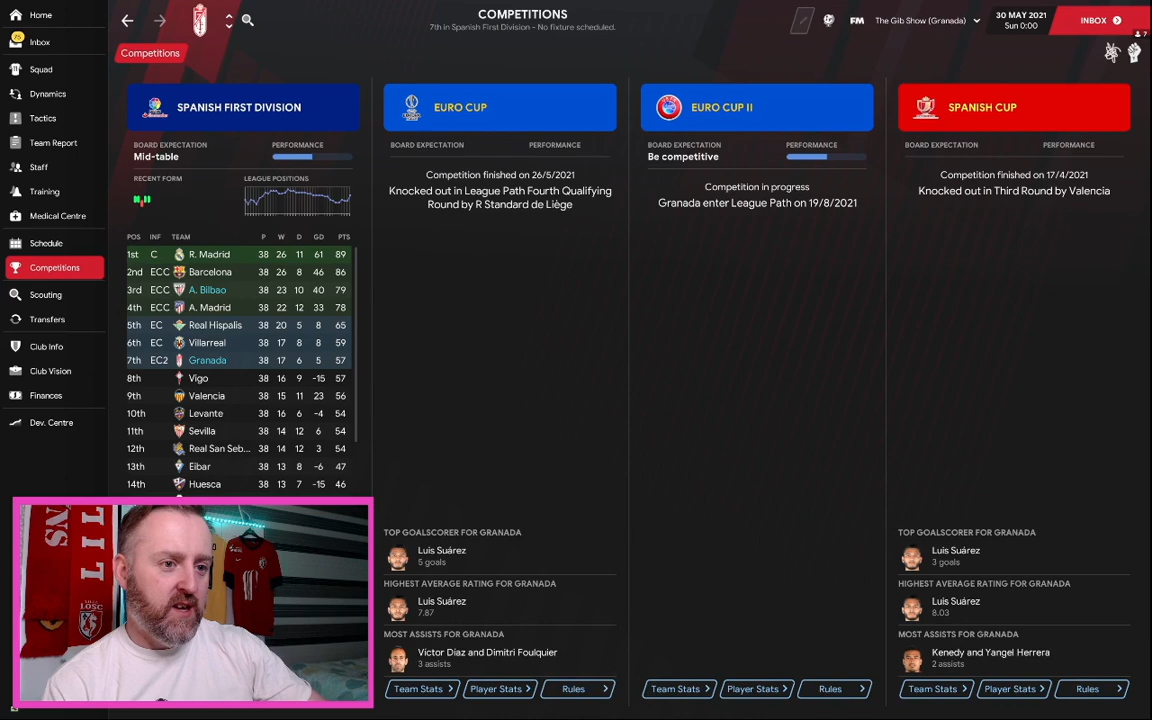 Home
75
Inbox
Squad
Dynamics
Tactics
Team Report
Staff
Training
Medical Centre
Schedule
Competitions
Scouting
Transfers
Club Info
Club Vision
Finances
Dev. Centre
COMPETITIONS
7th in Spanish First Division - No fixture scheduled.
FM
The Gib Show (Granada)
30 MAY 2021
Sun 0:00
INBOX
7
Competitions
SPANISH FIRST DIVISION
BOARD EXPECTATION PERFORMANCE
Mid-table
RECENT FORM LEAGUE POSITIONS
POS INF TEAM P W D GD PTS
1st C R. Madrid 38 26 11 61 89
2nd ECC Barcelona 38 26 8 46 86
3rd ECC A. Bilbao 38 23 10 40 79
4th ECC A. Madrid 38 22 12 33 78
5th EC Real Hispalis 38 20 5 8 65
6th EC Villarreal 38 17 8 8 59
7th EC2 Granada 38 17 6 5 57
8th Vigo 38 16 9 -15 57
9th Valencia 38 15 11 23 56
10th Levante 38 16 6 -4 54
11th Sevilla 38 14 12 6 54
12th Real San Seb... 38 14 12 3 54
13th Eibar 38 13 8 -6 47
14th Huesca 38 13 7 -15 46
EURO CUP
BOARD EXPECTATION PERFORMANCE
Competition finished on 26/5/2021
Knocked out in League Path Fourth Qualifying
Round by R Standard de Liège
TOP GOALSCORER FOR GRANADA
Luis Suárez
5 goals
HIGHEST AVERAGE RATING FOR GRANADA
Luis Suárez
7.87
MOST ASSISTS FOR GRANADA
Víctor Díaz and Dimitri Foulquier
3 assists
Team Stats Player Stats Rules
EURO CUP II
BOARD EXPECTATION PERFORMANCE
Be competitive
Competition in progress
Granada enter League Path on 19/8/2021
Team Stats Player Stats Rules
SPANISH CUP
BOARD EXPECTATION PERFORMANCE
Competition finished on 17/4/2021
Knocked out in Third Round by Valencia
TOP GOALSCORER FOR GRANADA
Luis Suárez
3 goals
HIGHEST AVERAGE RATING FOR GRANADA
Luis Suárez
8.03
MOST ASSISTS FOR GRANADA
Kenedy and Yangel Herrera
2 assists
Team Stats Player Stats Rules
LIL
LOSC